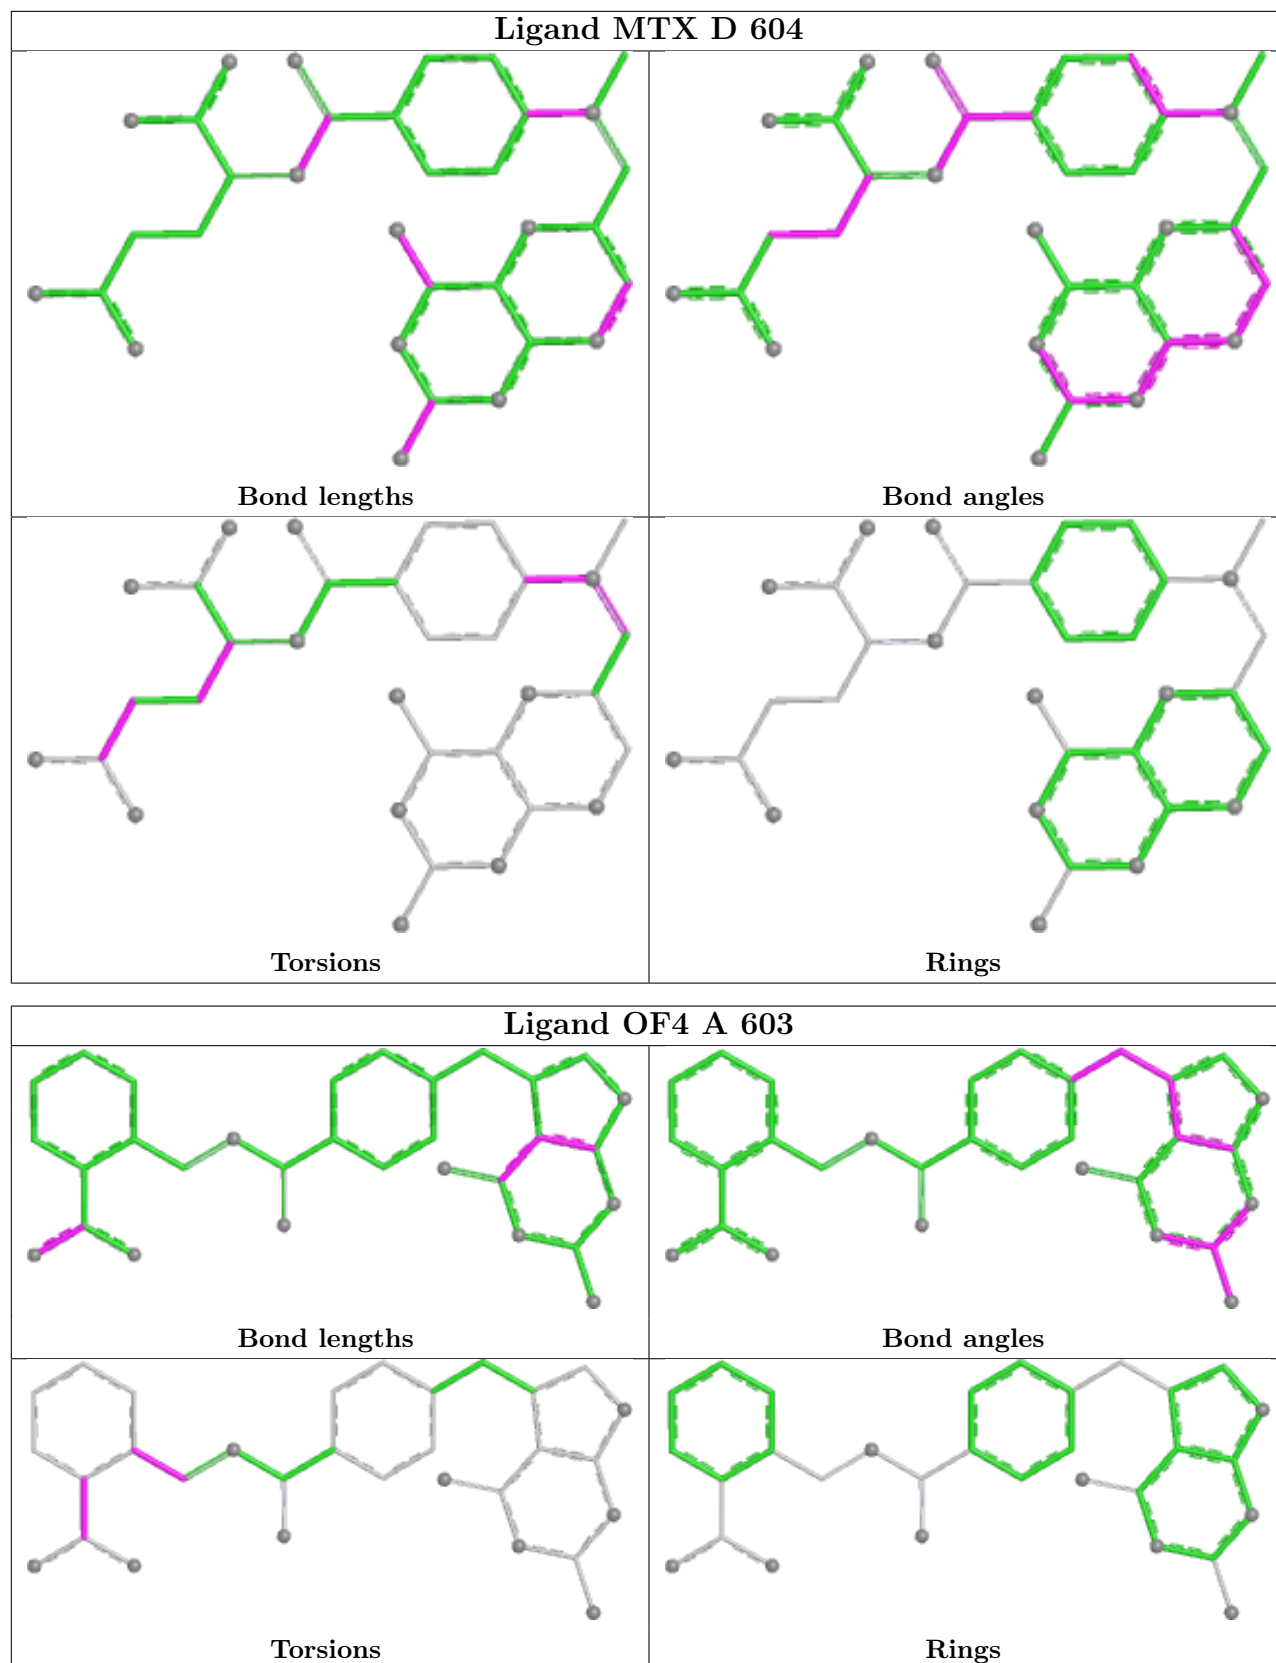 Ligand MTX D 604
Bond lengths
Bond angles
Torsions
Rings
Ligand OF4 A 603
Bond lengths
Bond angles
Torsions
Rings